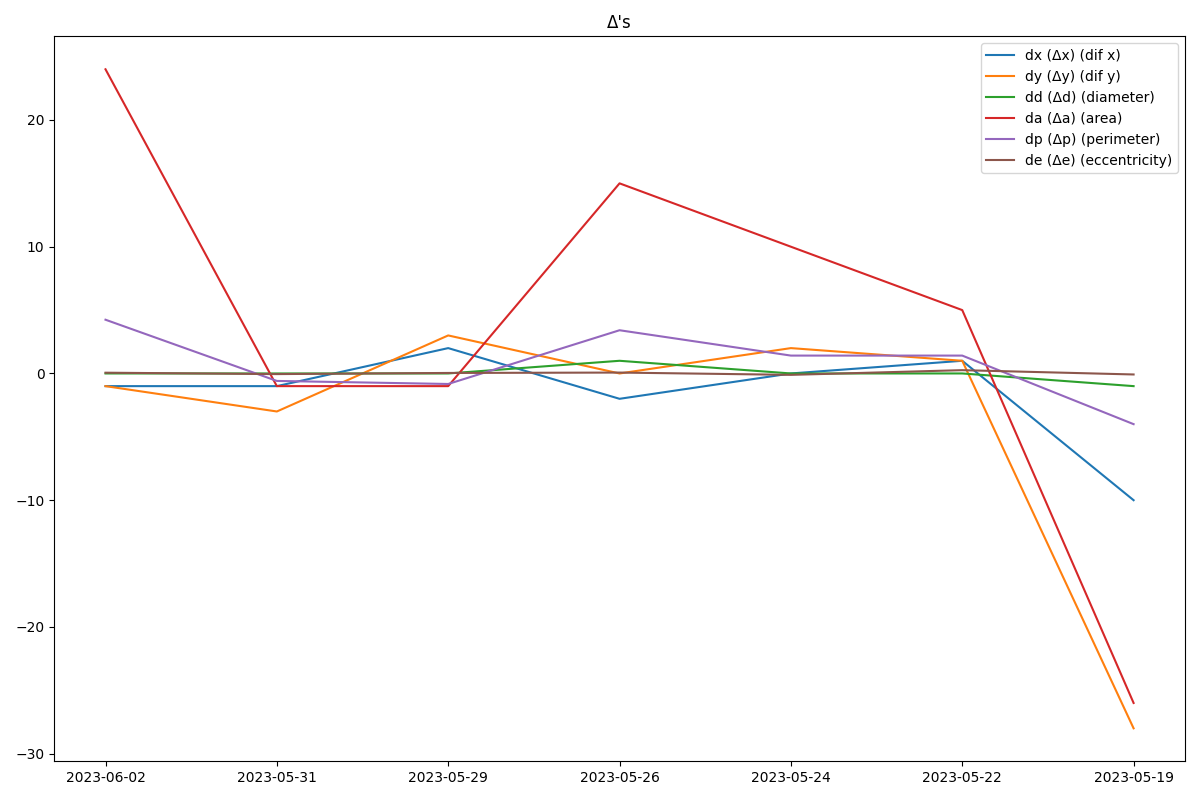 Δ's
dx (Δx) (dif x)
dy (Δy) (dif y)
dd (Δd) (diameter)
da (Δa) (area)
dp (Δp) (perimeter)
de (Δe) (eccentricity)
20
10
0
−10
−20
−30
2023-06-02 2023-05-31 2023-05-29 2023-05-26 2023-05-24 2023-05-22 2023-05-19